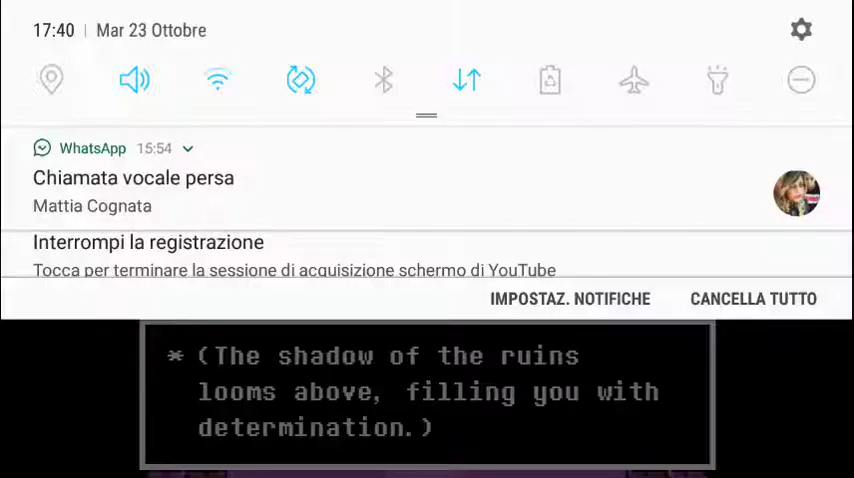 17:40 | Mar 23 Ottobre
WhatsApp 15:54
Chiamata vocale persa
Mattia Cognata
Interrompi la registrazione
Tocca per terminare la sessione di acquisizione schermo di YouTube
IMPOSTAZ. NOTIFICHE CANCELLA TUTTO
* (The shadow of the ruins
looms above, filling you with
determination.)